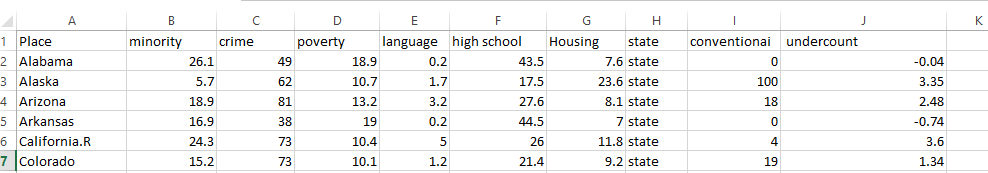 A B C D E F G H I J K
1 Place minority crime poverty language high school Housing state conventionai undercount
2 Alabama 26.1 49 18.9 0.2 43.5 7.6 state 0 -0.04
3 Alaska 5.7 62 10.7 1.7 17.5 23.6 state 100 3.35
4 Arizona 18.9 81 13.2 3.2 27.6 8.1 state 18 2.48
5 Arkansas 16.9 38 19 0.2 44.5 7 state 0 -0.74
6 California.R 24.3 73 10.4 5 26 11.8 state 4 3.6
7 Colorado 15.2 73 10.1 1.2 21.4 9.2 state 19 1.34